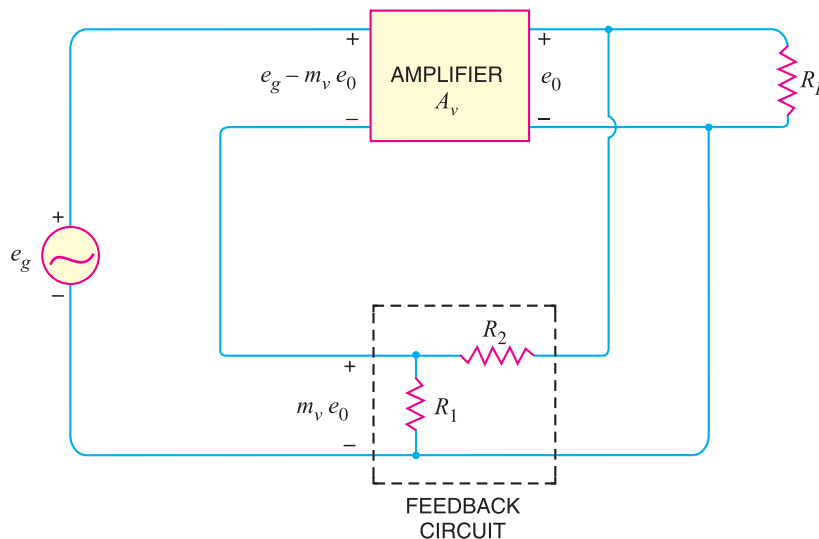 +
+
e_g – m_v e_0
AMPLIFIER
A_v
e_0
–
–
+
e_g
–
R_2
+
m_v e_0
R_1
–
FEEDBACK
CIRCUIT